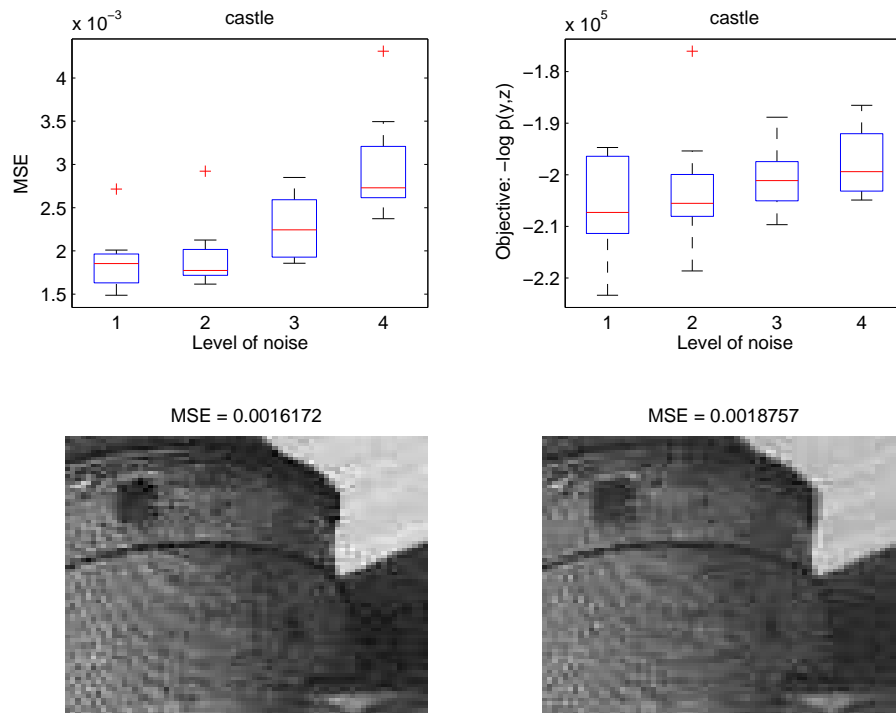 x 10⁻³
castle
4
3.5
3
2.5
2
1.5
MSE
1 2 3 4
Level of noise
x 10⁵
castle
−1.8
−1.9
−2
−2.1
−2.2
Objective: −log p(y,z)
1 2 3 4
Level of noise
MSE = 0.0016172
MSE = 0.0018757